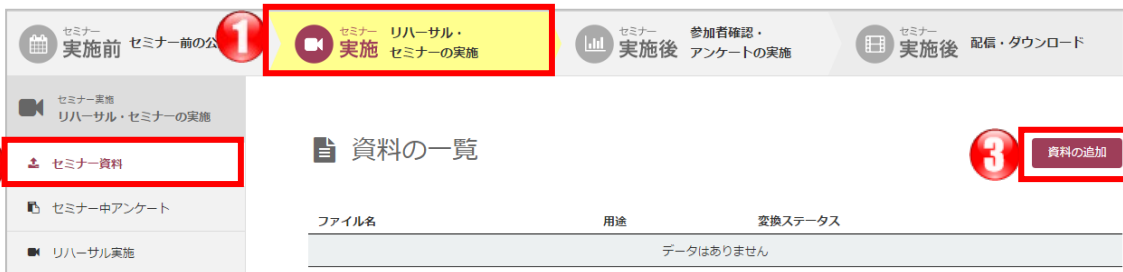 セミナー
実施前 セミナー前の公
1
セミナー
実施 リハーサル・
セミナーの実施
セミナー
実施後 参加者確認・
アンケートの実施
セミナー
実施後 配信・ダウンロード
セミナー実施
リハーサル・セミナーの実施
セミナー資料
セミナー中アンケート
リハーサル実施
資料の一覧
3
資料の追加
ファイル名 用途 変換ステータス
データはありません